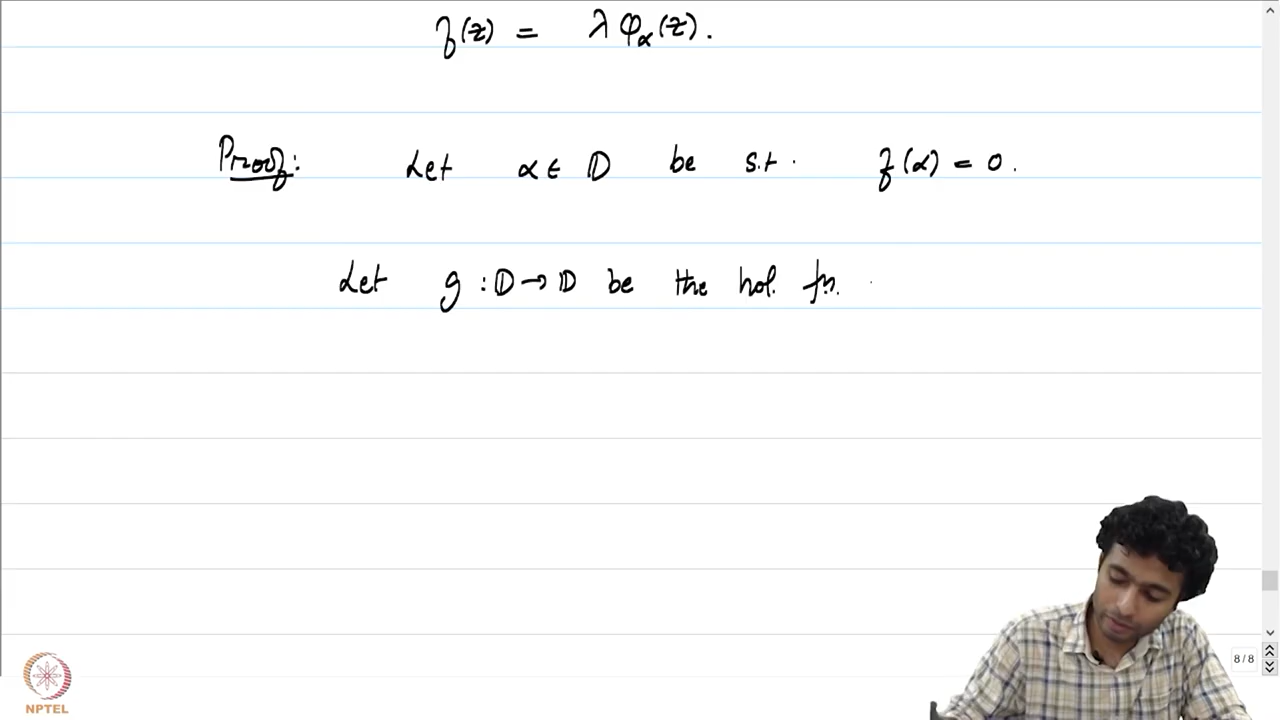 f(z) = λ φ_α(z).
Proof: Let α ∈ 𝔻 be s.t. f(α) = 0.
Let g : 𝔻 → 𝔻 be the hol. fn.
8 / 8
NPTEL